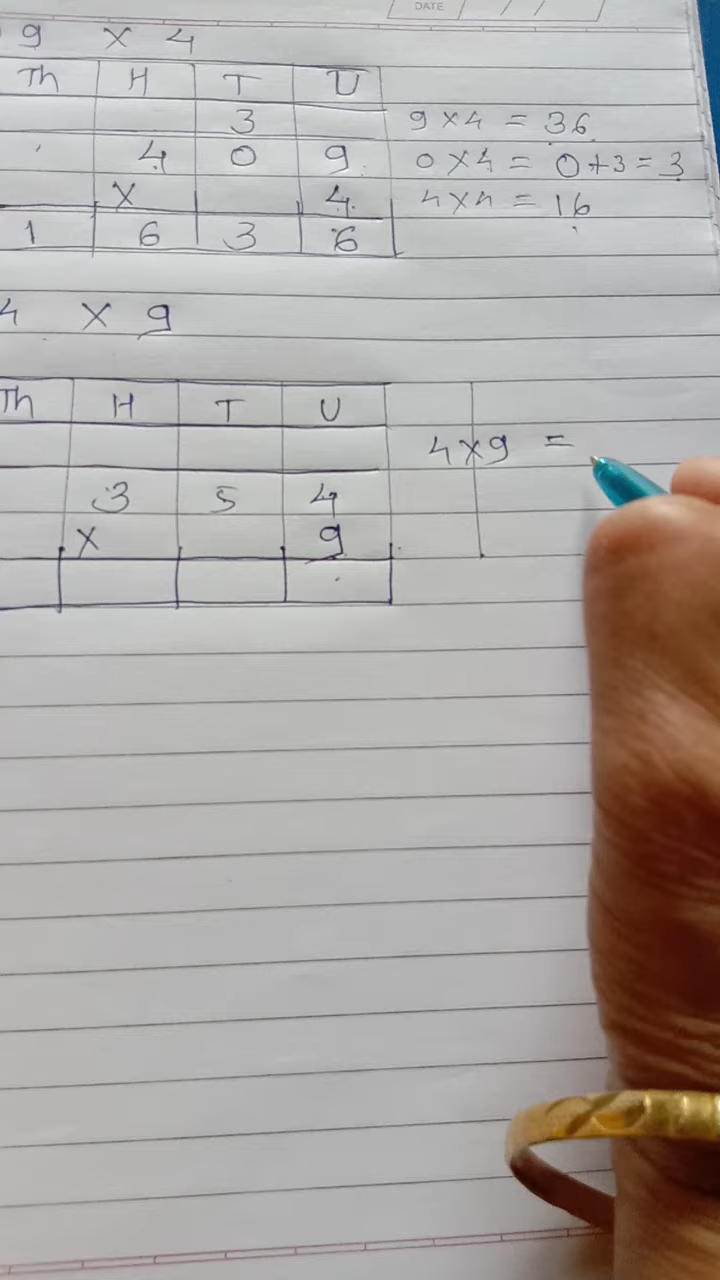 DATE / /
9 × 4
Th H T U
3 9 × 4 = 36
4 0 9 0 × 4 = 0 + 3 = 3
× 4 4 × 4 = 16
1 6 3 6
4 × 9
Th H T U
4 × 9 =
3 5 4
× 9